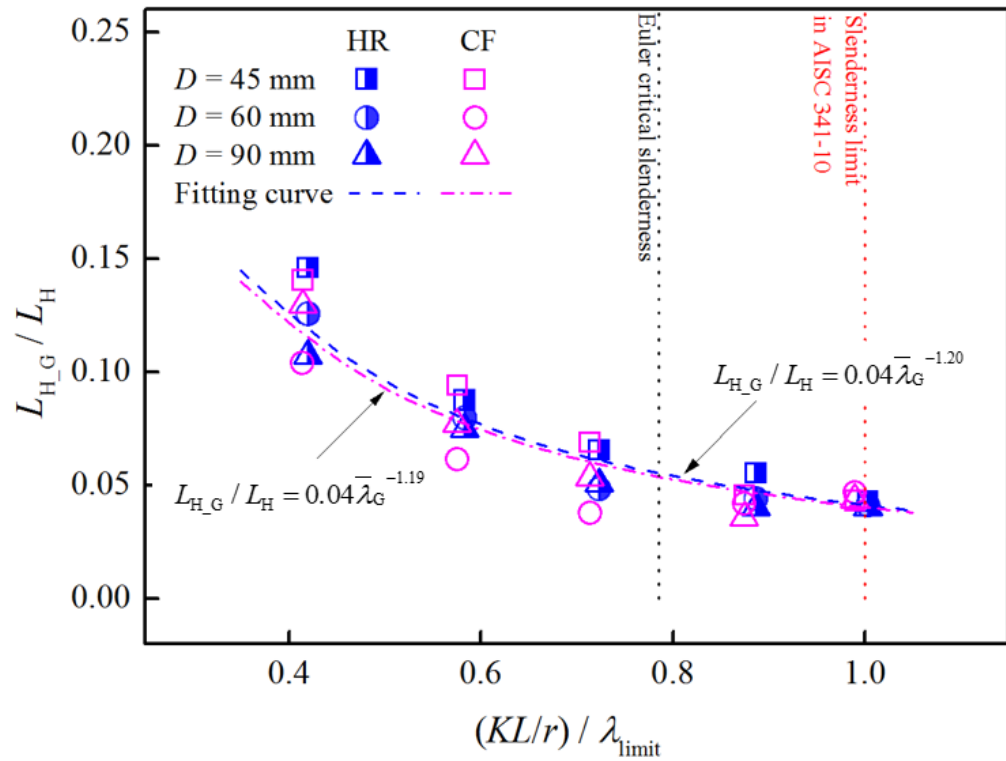 0.25
0.20
0.15
0.10
0.05
0.00
L_H_G / L_H
HR CF
D = 45 mm
D = 60 mm
D = 90 mm
Fitting curve
Euler critical slenderness
Slenderness limit
in AISC 341-10
L_H_G / L_H = 0.04λ̅_G^−1.20
L_H_G / L_H = 0.04λ̅_G^−1.19
0.4 0.6 0.8 1.0
(KL/r) / λ_limit